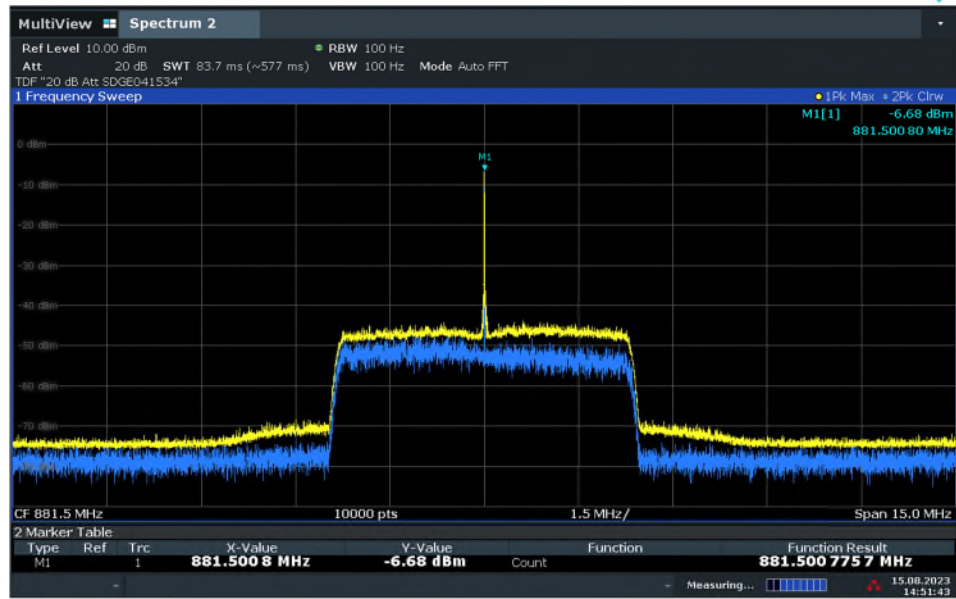 MultiView Spectrum 2
Ref Level 10.00 dBm RBW 100 Hz
Att 20 dB SWT 83.7 ms (~577 ms) VBW 100 Hz Mode Auto FFT
TDF "20 dB Att SDGE041534"
1 Frequency Sweep 1Pk Max 2Pk Clrw
M1[1] -6.68 dBm
881.500 80 MHz
0 dBm
M1
-10 dBm
-20 dBm
-30 dBm
-40 dBm
-50 dBm
-60 dBm
-70 dBm
CF 881.5 MHz 10000 pts 1.5 MHz/ Span 15.0 MHz
2 Marker Table
Type Ref Trc X-Value Y-Value Function Function Result
M1 1 881.500 8 MHz -6.68 dBm Count 881.500 775 7 MHz
Measuring... 15.08.2023
14:51:43